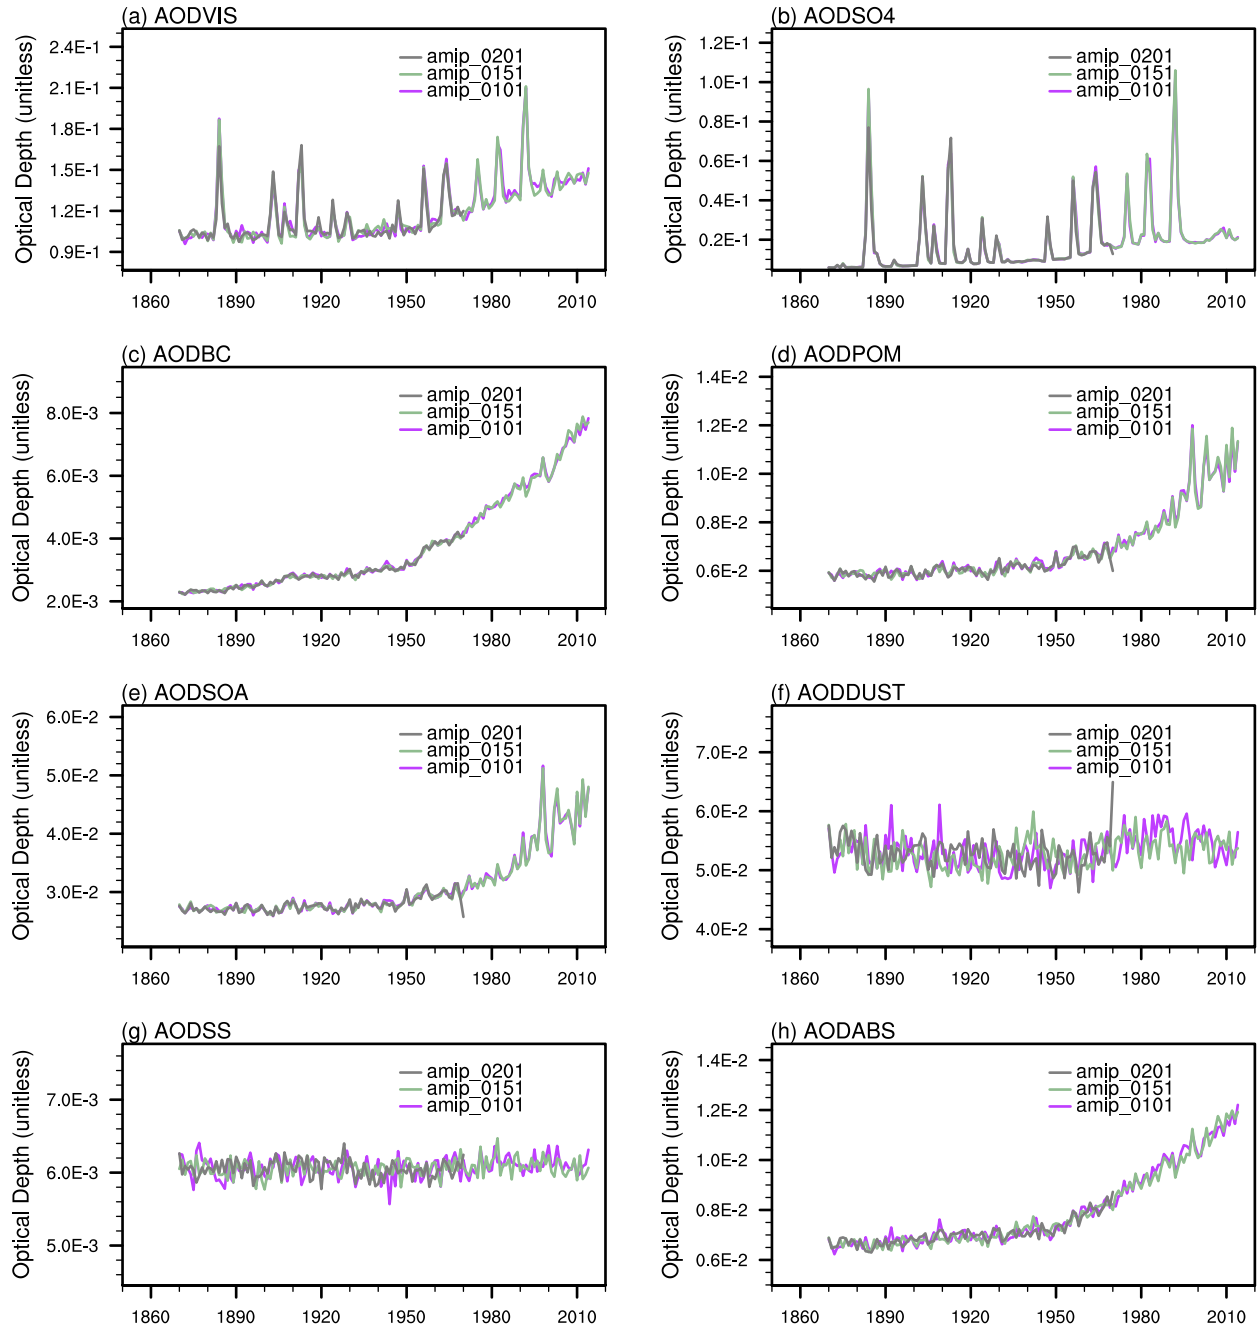 (a) AODVIS
Optical Depth (unitless)
2.4E-1
2.1E-1
1.8E-1
1.5E-1
1.2E-1
0.9E-1
amip_0201
amip_0151
amip_0101
1860 1890 1920 1950 1980 2010
(b) AODSO4
Optical Depth (unitless)
1.2E-1
1.0E-1
0.8E-1
0.6E-1
0.4E-1
0.2E-1
amip_0201
amip_0151
amip_0101
1860 1890 1920 1950 1980 2010
(c) AODBC
Optical Depth (unitless)
8.0E-3
6.0E-3
4.0E-3
2.0E-3
amip_0201
amip_0151
amip_0101
1860 1890 1920 1950 1980 2010
(d) AODPOM
Optical Depth (unitless)
1.4E-2
1.2E-2
1.0E-2
0.8E-2
0.6E-2
amip_0201
amip_0151
amip_0101
1860 1890 1920 1950 1980 2010
(e) AODSOA
Optical Depth (unitless)
6.0E-2
5.0E-2
4.0E-2
3.0E-2
amip_0201
amip_0151
amip_0101
1860 1890 1920 1950 1980 2010
(f) AODDUST
Optical Depth (unitless)
7.0E-2
6.0E-2
5.0E-2
4.0E-2
amip_0201
amip_0151
amip_0101
1860 1890 1920 1950 1980 2010
(g) AODSS
Optical Depth (unitless)
7.0E-3
6.0E-3
5.0E-3
amip_0201
amip_0151
amip_0101
1860 1890 1920 1950 1980 2010
(h) AODABS
Optical Depth (unitless)
1.4E-2
1.2E-2
1.0E-2
0.8E-2
0.6E-2
amip_0201
amip_0151
amip_0101
1860 1890 1920 1950 1980 2010